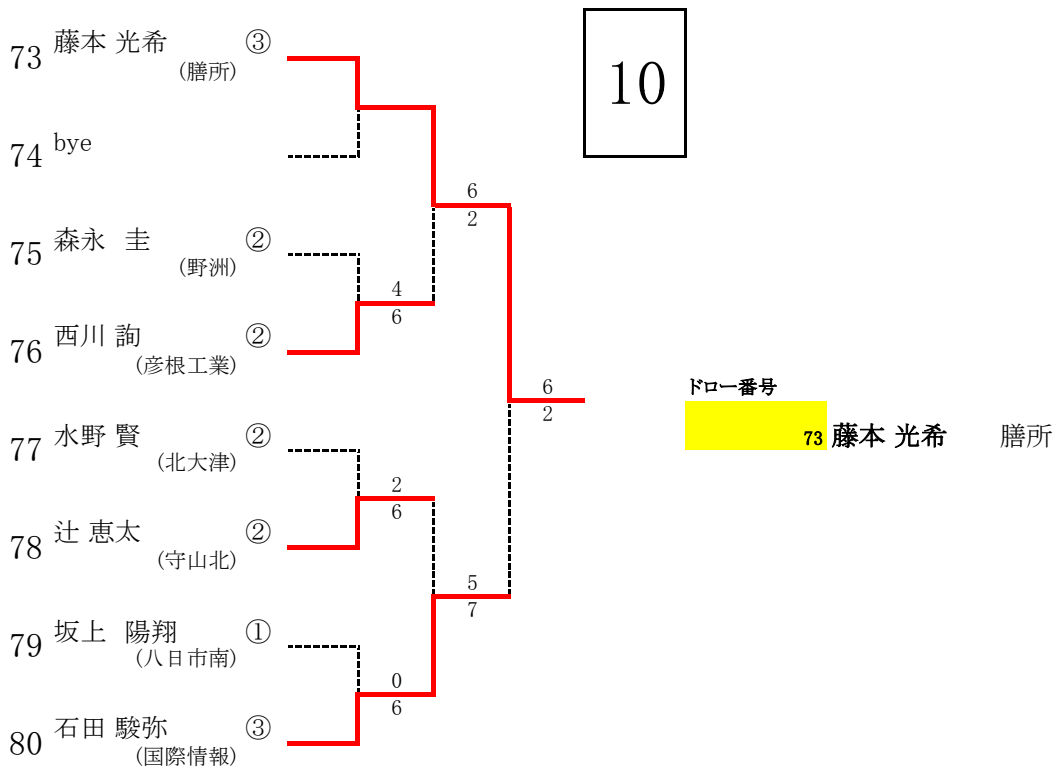 10
73 藤本 光希 ③
(膳所)
74 bye
6
2
75 森永 圭 ②
(野洲)
4
6
76 西川 詢 ②
(彦根工業)
6
2
ドロー番号
73 藤本 光希 膳所
77 水野 賢 ②
(北大津)
2
6
78 辻 恵太 ②
(守山北)
5
7
79 坂上 陽翔 ①
(八日市南)
0
6
80 石田 駿弥 ③
(国際情報)